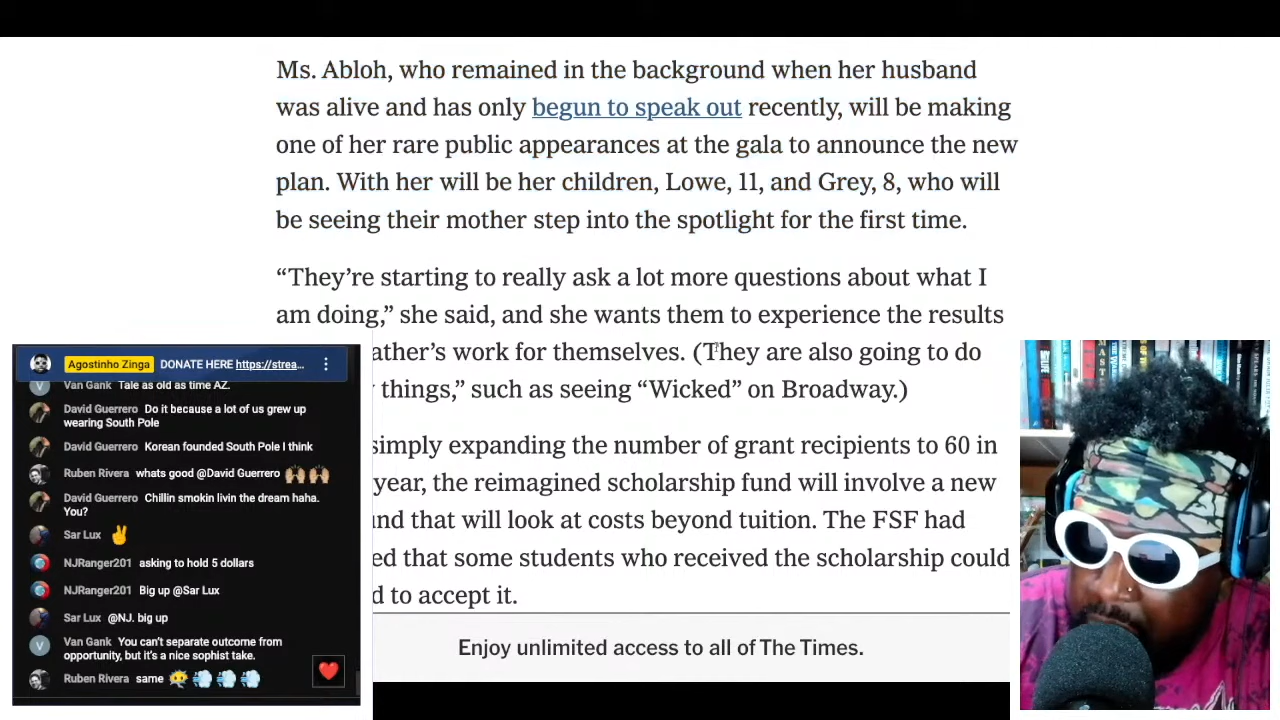 Ms. Abloh, who remained in the background when her husband
was alive and has only begun to speak out recently, will be making
one of her rare public appearances at the gala to announce the new
plan. With her will be her children, Lowe, 11, and Grey, 8, who will
be seeing their mother step into the spotlight for the first time.
“They’re starting to really ask a lot more questions about what I
am doing,” she said, and she wants them to experience the results
ather’s work for themselves. (They are also going to do
things,” such as seeing “Wicked” on Broadway.)
simply expanding the number of grant recipients to 60 in
year, the reimagined scholarship fund will involve a new
nd that will look at costs beyond tuition. The FSF had
ed that some students who received the scholarship could
d to accept it.
Enjoy unlimited access to all of The Times.
Agostinho Zinga DONATE HERE https://strea...
Van Gank Tale as old as time AZ.
David Guerrero Do it because a lot of us grew up
wearing South Pole
David Guerrero Korean founded South Pole I think
Ruben Rivera whats good @David Guerrero 🙌🏼 🙌🏼
David Guerrero Chillin smokin livin the dream haha.
You?
Sar Lux ✌️
NJRanger201 asking to hold 5 dollars
NJRanger201 Big up @Sar Lux
Sar Lux @NJ. big up
Van Gank You can’t separate outcome from
opportunity, but it’s a nice sophist take.
Ruben Rivera same 💨 💨 💨